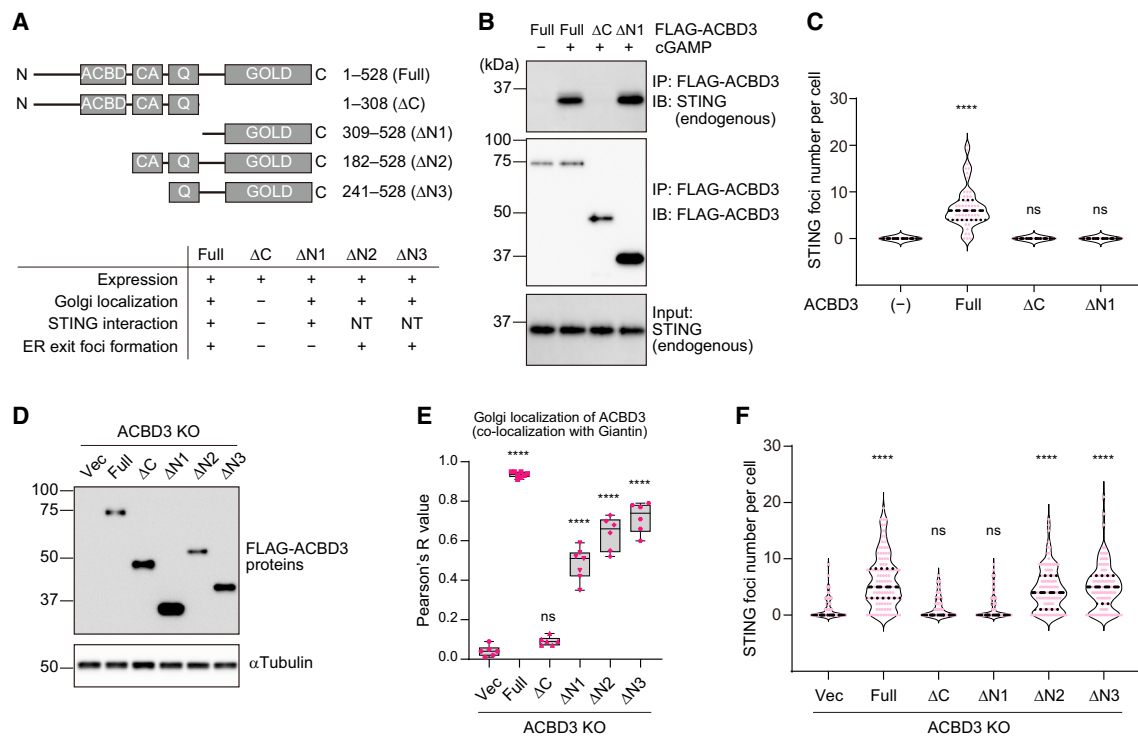 A
N ACBD CA Q GOLD C 1–528 (Full)
N ACBD CA Q 1–308 (ΔC)
GOLD C 309–528 (ΔN1)
CA Q GOLD C 182–528 (ΔN2)
Q GOLD C 241–528 (ΔN3)
Full ΔC ΔN1 ΔN2 ΔN3
Expression + + + + +
Golgi localization + − + + +
STING interaction + − + NT NT
ER exit foci formation + − − + +
B
Full Full ΔC ΔN1 FLAG-ACBD3
− + + + cGAMP
(kDa)
37
IP: FLAG-ACBD3
IB: STING
(endogenous)
100
75
50
37
IP: FLAG-ACBD3
IB: FLAG-ACBD3
37
Input:
STING
(endogenous)
C
STING foci number per cell
30
20
10
0
****
ns
ns
ACBD3 (−) Full ΔC ΔN1
D
ACBD3 KO
Vec Full ΔC ΔN1 ΔN2 ΔN3
100
75
50
37
FLAG-ACBD3
proteins
50
αTubulin
E
Golgi localization of ACBD3
(co-localization with Giantin)
Pearson's R value
1.0
0.8
0.6
0.4
0.2
0.0
****
ns
****
****
****
Vec Full ΔC ΔN1 ΔN2 ΔN3
ACBD3 KO
F
STING foci number per cell
30
20
10
0
****
ns
ns
****
****
Vec Full ΔC ΔN1 ΔN2 ΔN3
ACBD3 KO